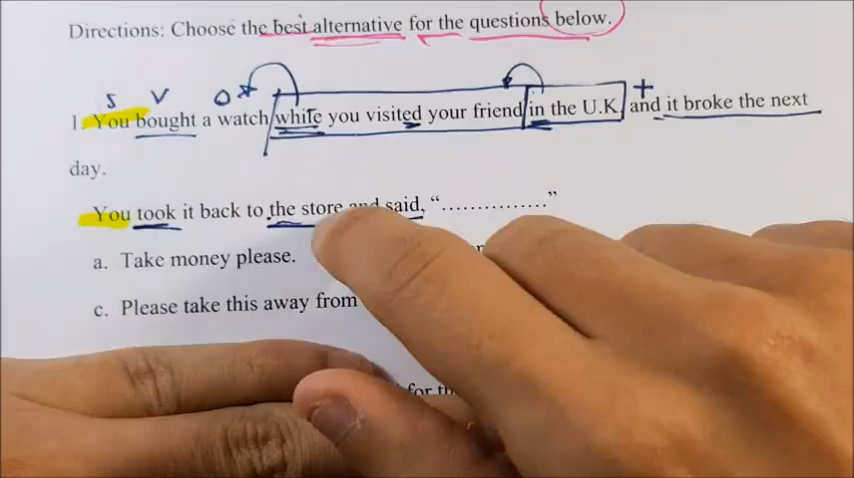 Directions: Choose the best alternative for the questions below.
S V O +
1. You bought a watch while you visited your friend in the U.K and it broke the next
day.
You took it back to the store and said, “……………”
a. Take money please.
c. Please take this away from
for th